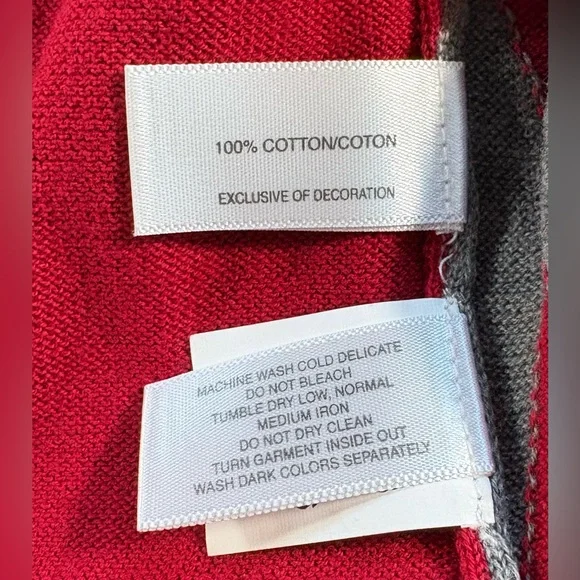 100% COTTON/COTON
EXCLUSIVE OF DECORATION
MACHINE WASH COLD DELICATE
DO NOT BLEACH
TUMBLE DRY LOW, NORMAL
MEDIUM IRON
DO NOT DRY CLEAN
TURN GARMENT INSIDE OUT
WASH DARK COLORS SEPARATELY